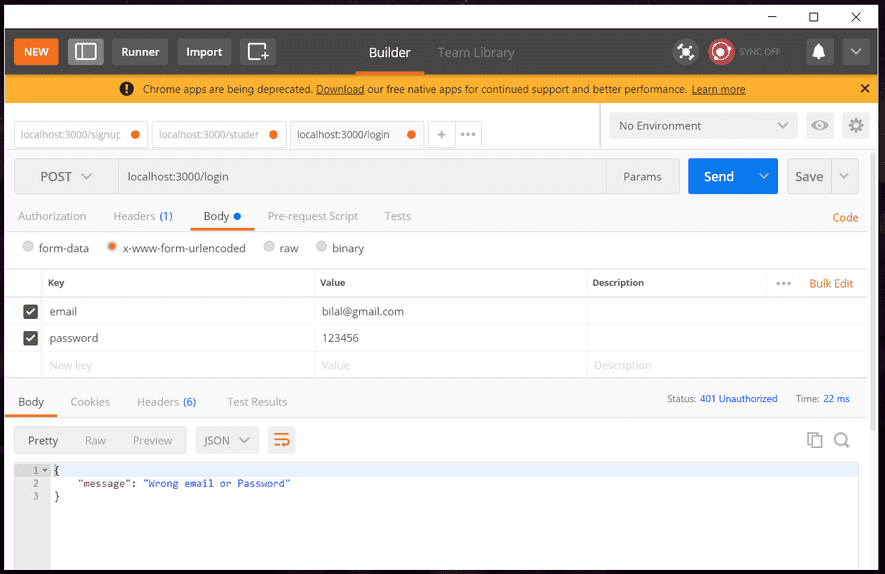 NEW Runner Import Builder Team Library SYNC OFF
Chrome apps are being deprecated. Download our free native apps for continued support and better performance. Learn more
localhost:3000/signup localhost:3000/studer localhost:3000/login + ••• No Environment
POST localhost:3000/login Params Send Save
Authorization Headers (1) Body Pre-request Script Tests Code
form-data x-www-form-urlencoded raw binary
Key Value Description ••• Bulk Edit
email bilal@gmail.com
password 123456
New key Value Description
Body Cookies Headers (6) Test Results Status: 401 Unauthorized Time: 22 ms
Pretty Raw Preview JSON
1 {
2 "message": "Wrong email or Password"
3 }